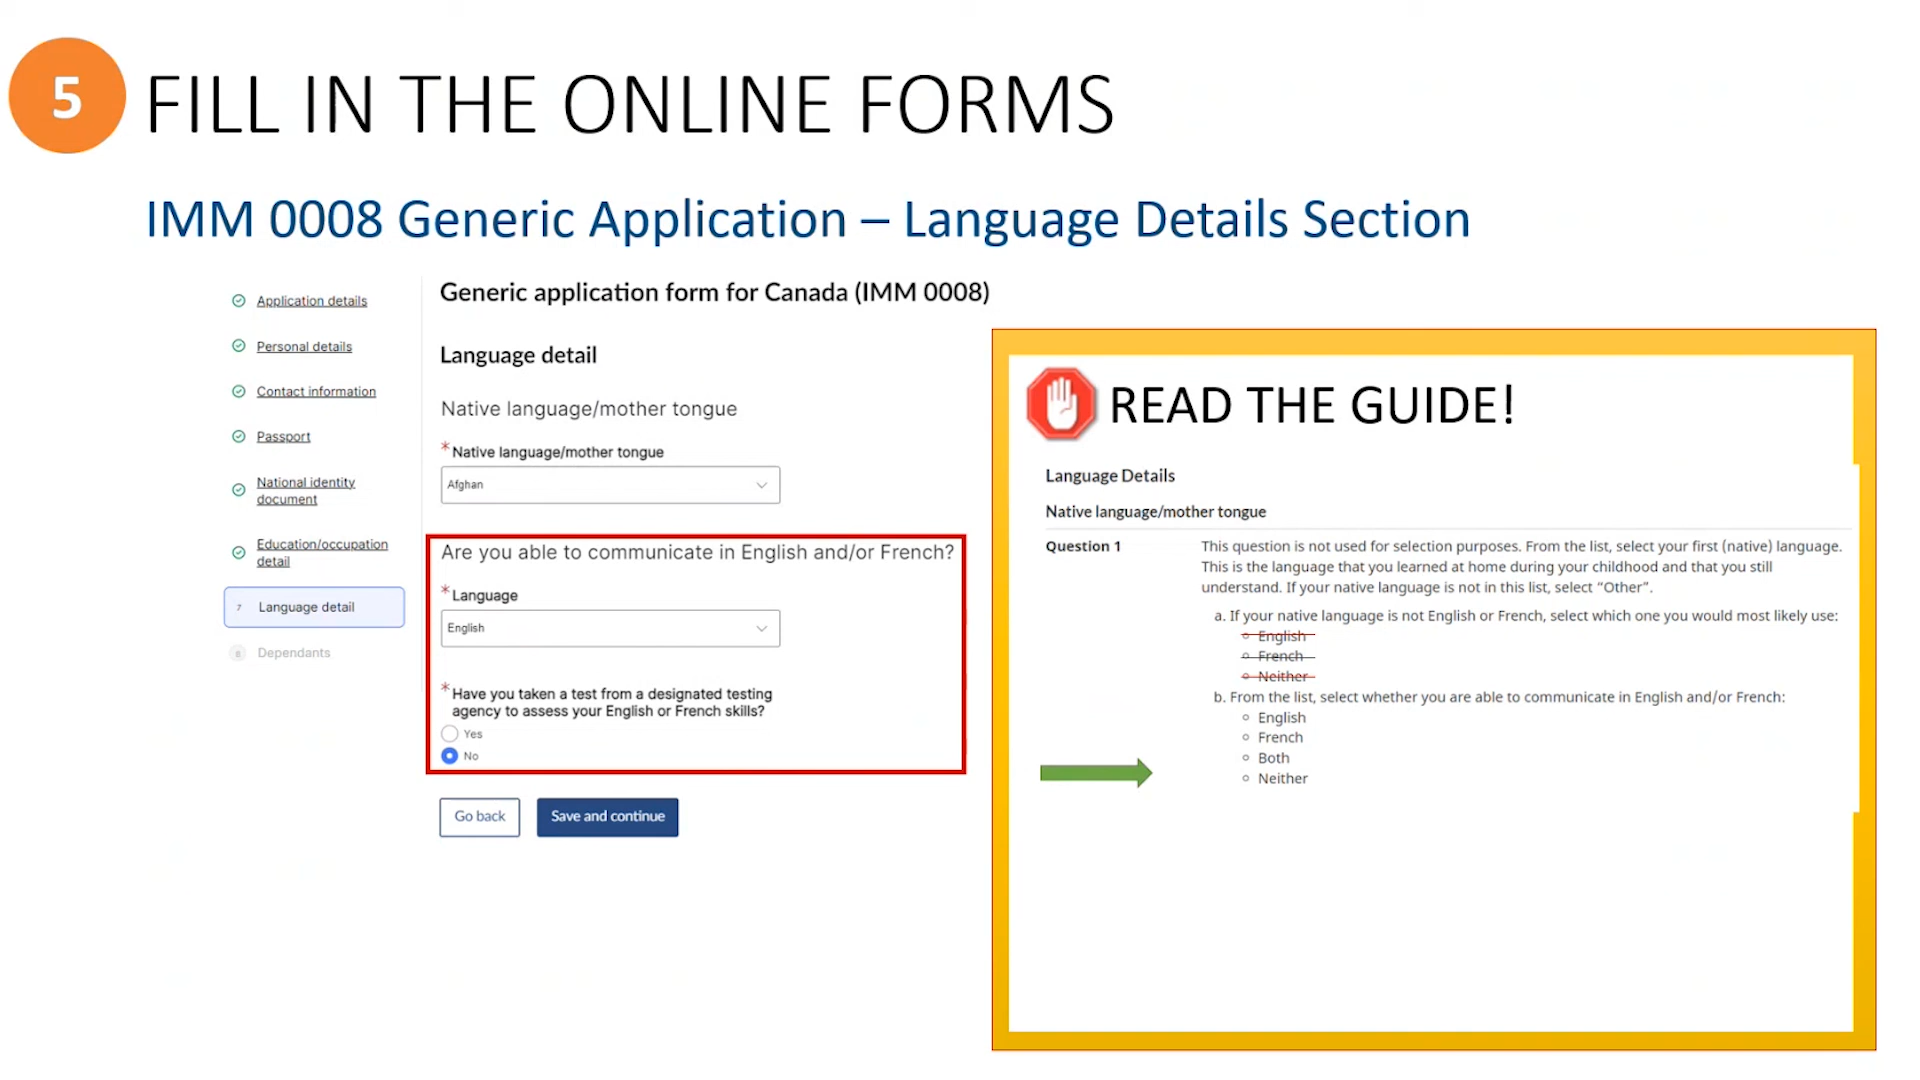 5
FILL IN THE ONLINE FORMS
IMM 0008 Generic Application – Language Details Section
Application details
Personal details
Contact information
Passport
National identity
document
Education/occupation
detail
7 Language detail
8 Dependants
Generic application form for Canada (IMM 0008)
Language detail
Native language/mother tongue
* Native language/mother tongue
Afghan
Are you able to communicate in English and/or French?
* Language
English
* Have you taken a test from a designated testing
agency to assess your English or French skills?
Yes
No
Go back
Save and continue
READ THE GUIDE!
Language Details
Native language/mother tongue
Question 1
This question is not used for selection purposes. From the list, select your first (native) language.
This is the language that you learned at home during your childhood and that you still
understand. If your native language is not in this list, select “Other”.
a. If your native language is not English or French, select which one you would most likely use:
English
French
Neither
b. From the list, select whether you are able to communicate in English and/or French:
English
French
Both
Neither